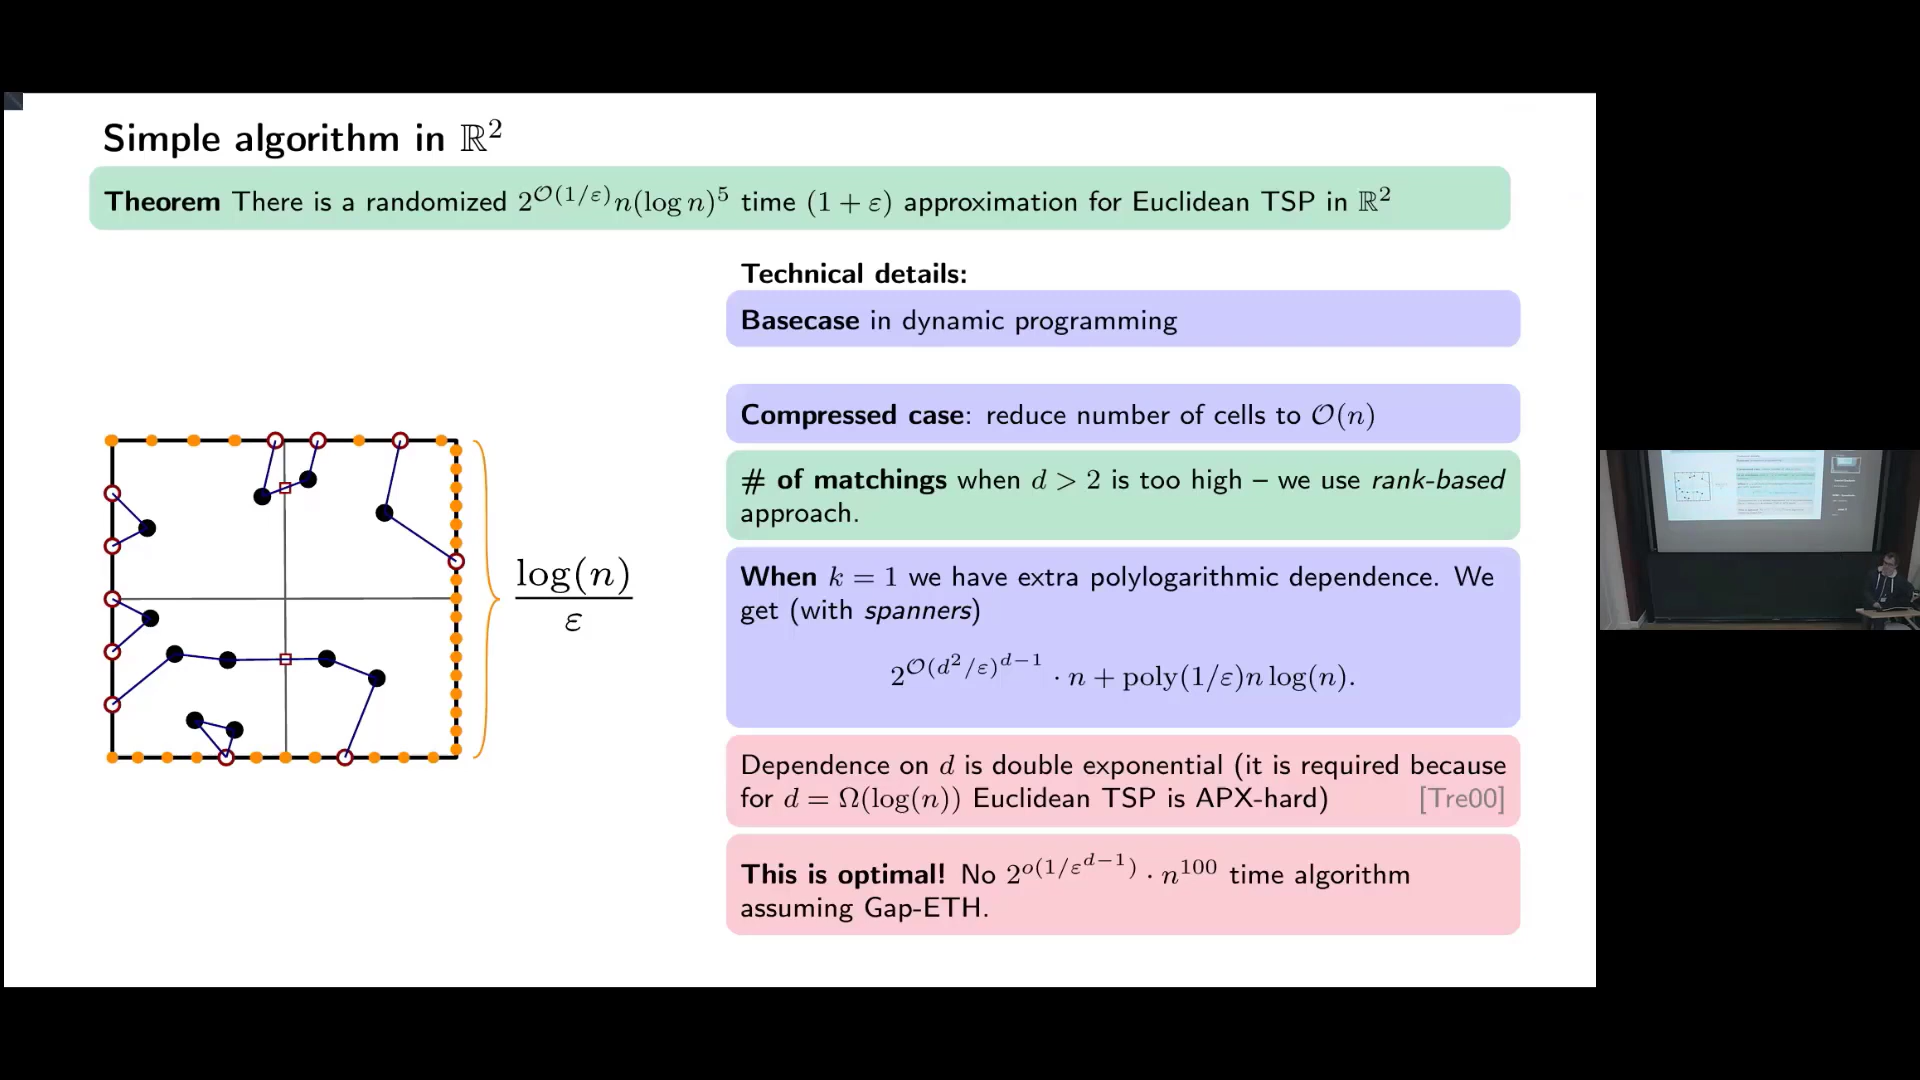 Simple algorithm in ℝ²
Theorem There is a randomized 2^{𝒪(1/ε)}n(log n)⁵ time (1 + ε) approximation for Euclidean TSP in ℝ²
Technical details:
Basecase in dynamic programming
Compressed case: reduce number of cells to 𝒪(n)
# of matchings when d > 2 is too high – we use rank-based
approach.
When k = 1 we have extra polylogarithmic dependence. We
get (with spanners)
2^{𝒪(d²/ε)^{d−1}} · n + poly(1/ε)n log(n).
Dependence on d is double exponential (it is required because
for d = Ω(log(n)) Euclidean TSP is APX-hard) [Tre00]
This is optimal! No 2^{o(1/ε^{d−1})} · n^{100} time algorithm
assuming Gap-ETH.
log(n)
ε